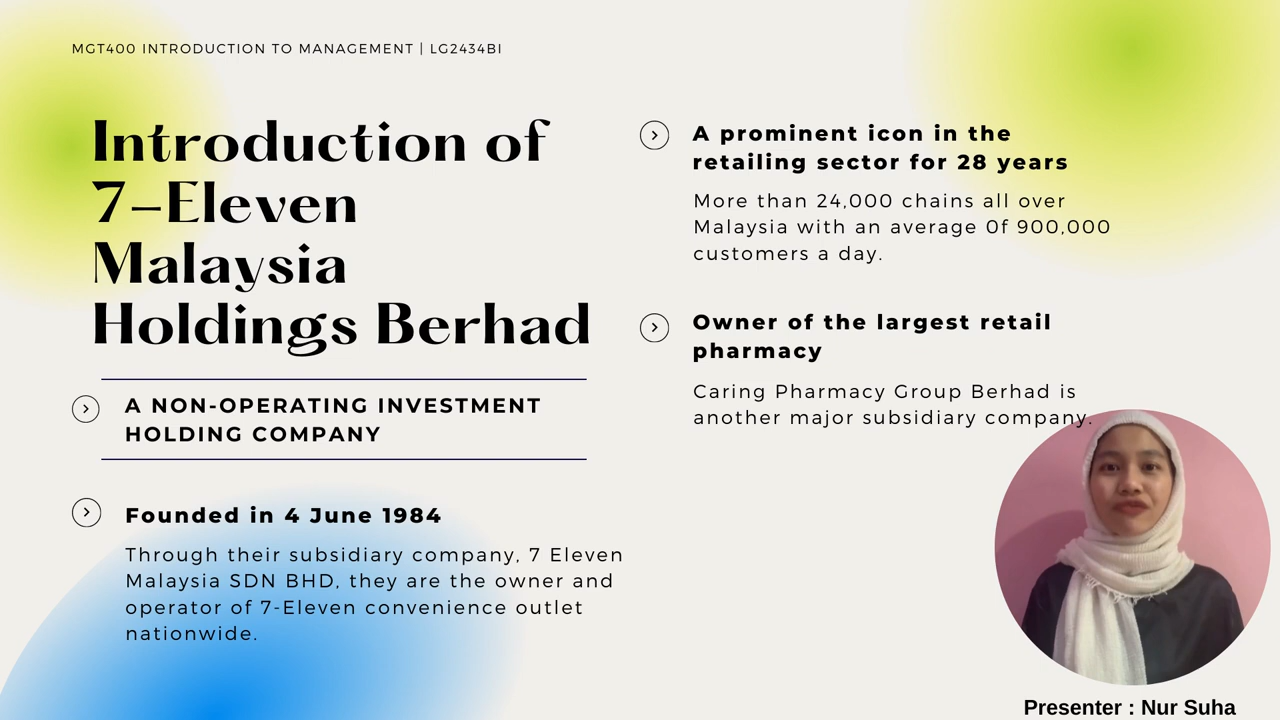 MGT400 INTRODUCTION TO MANAGEMENT | LG2434BI
Introduction of
7-Eleven
Malaysia
Holdings Berhad
A NON-OPERATING INVESTMENT
HOLDING COMPANY
Founded in 4 June 1984
Through their subsidiary company, 7 Eleven
Malaysia SDN BHD, they are the owner and
operator of 7-Eleven convenience outlet
nationwide.
A prominent icon in the
retailing sector for 28 years
More than 24,000 chains all over
Malaysia with an average 0f 900,000
customers a day.
Owner of the largest retail
pharmacy
Caring Pharmacy Group Berhad is
another major subsidiary company.
Presenter : Nur Suha